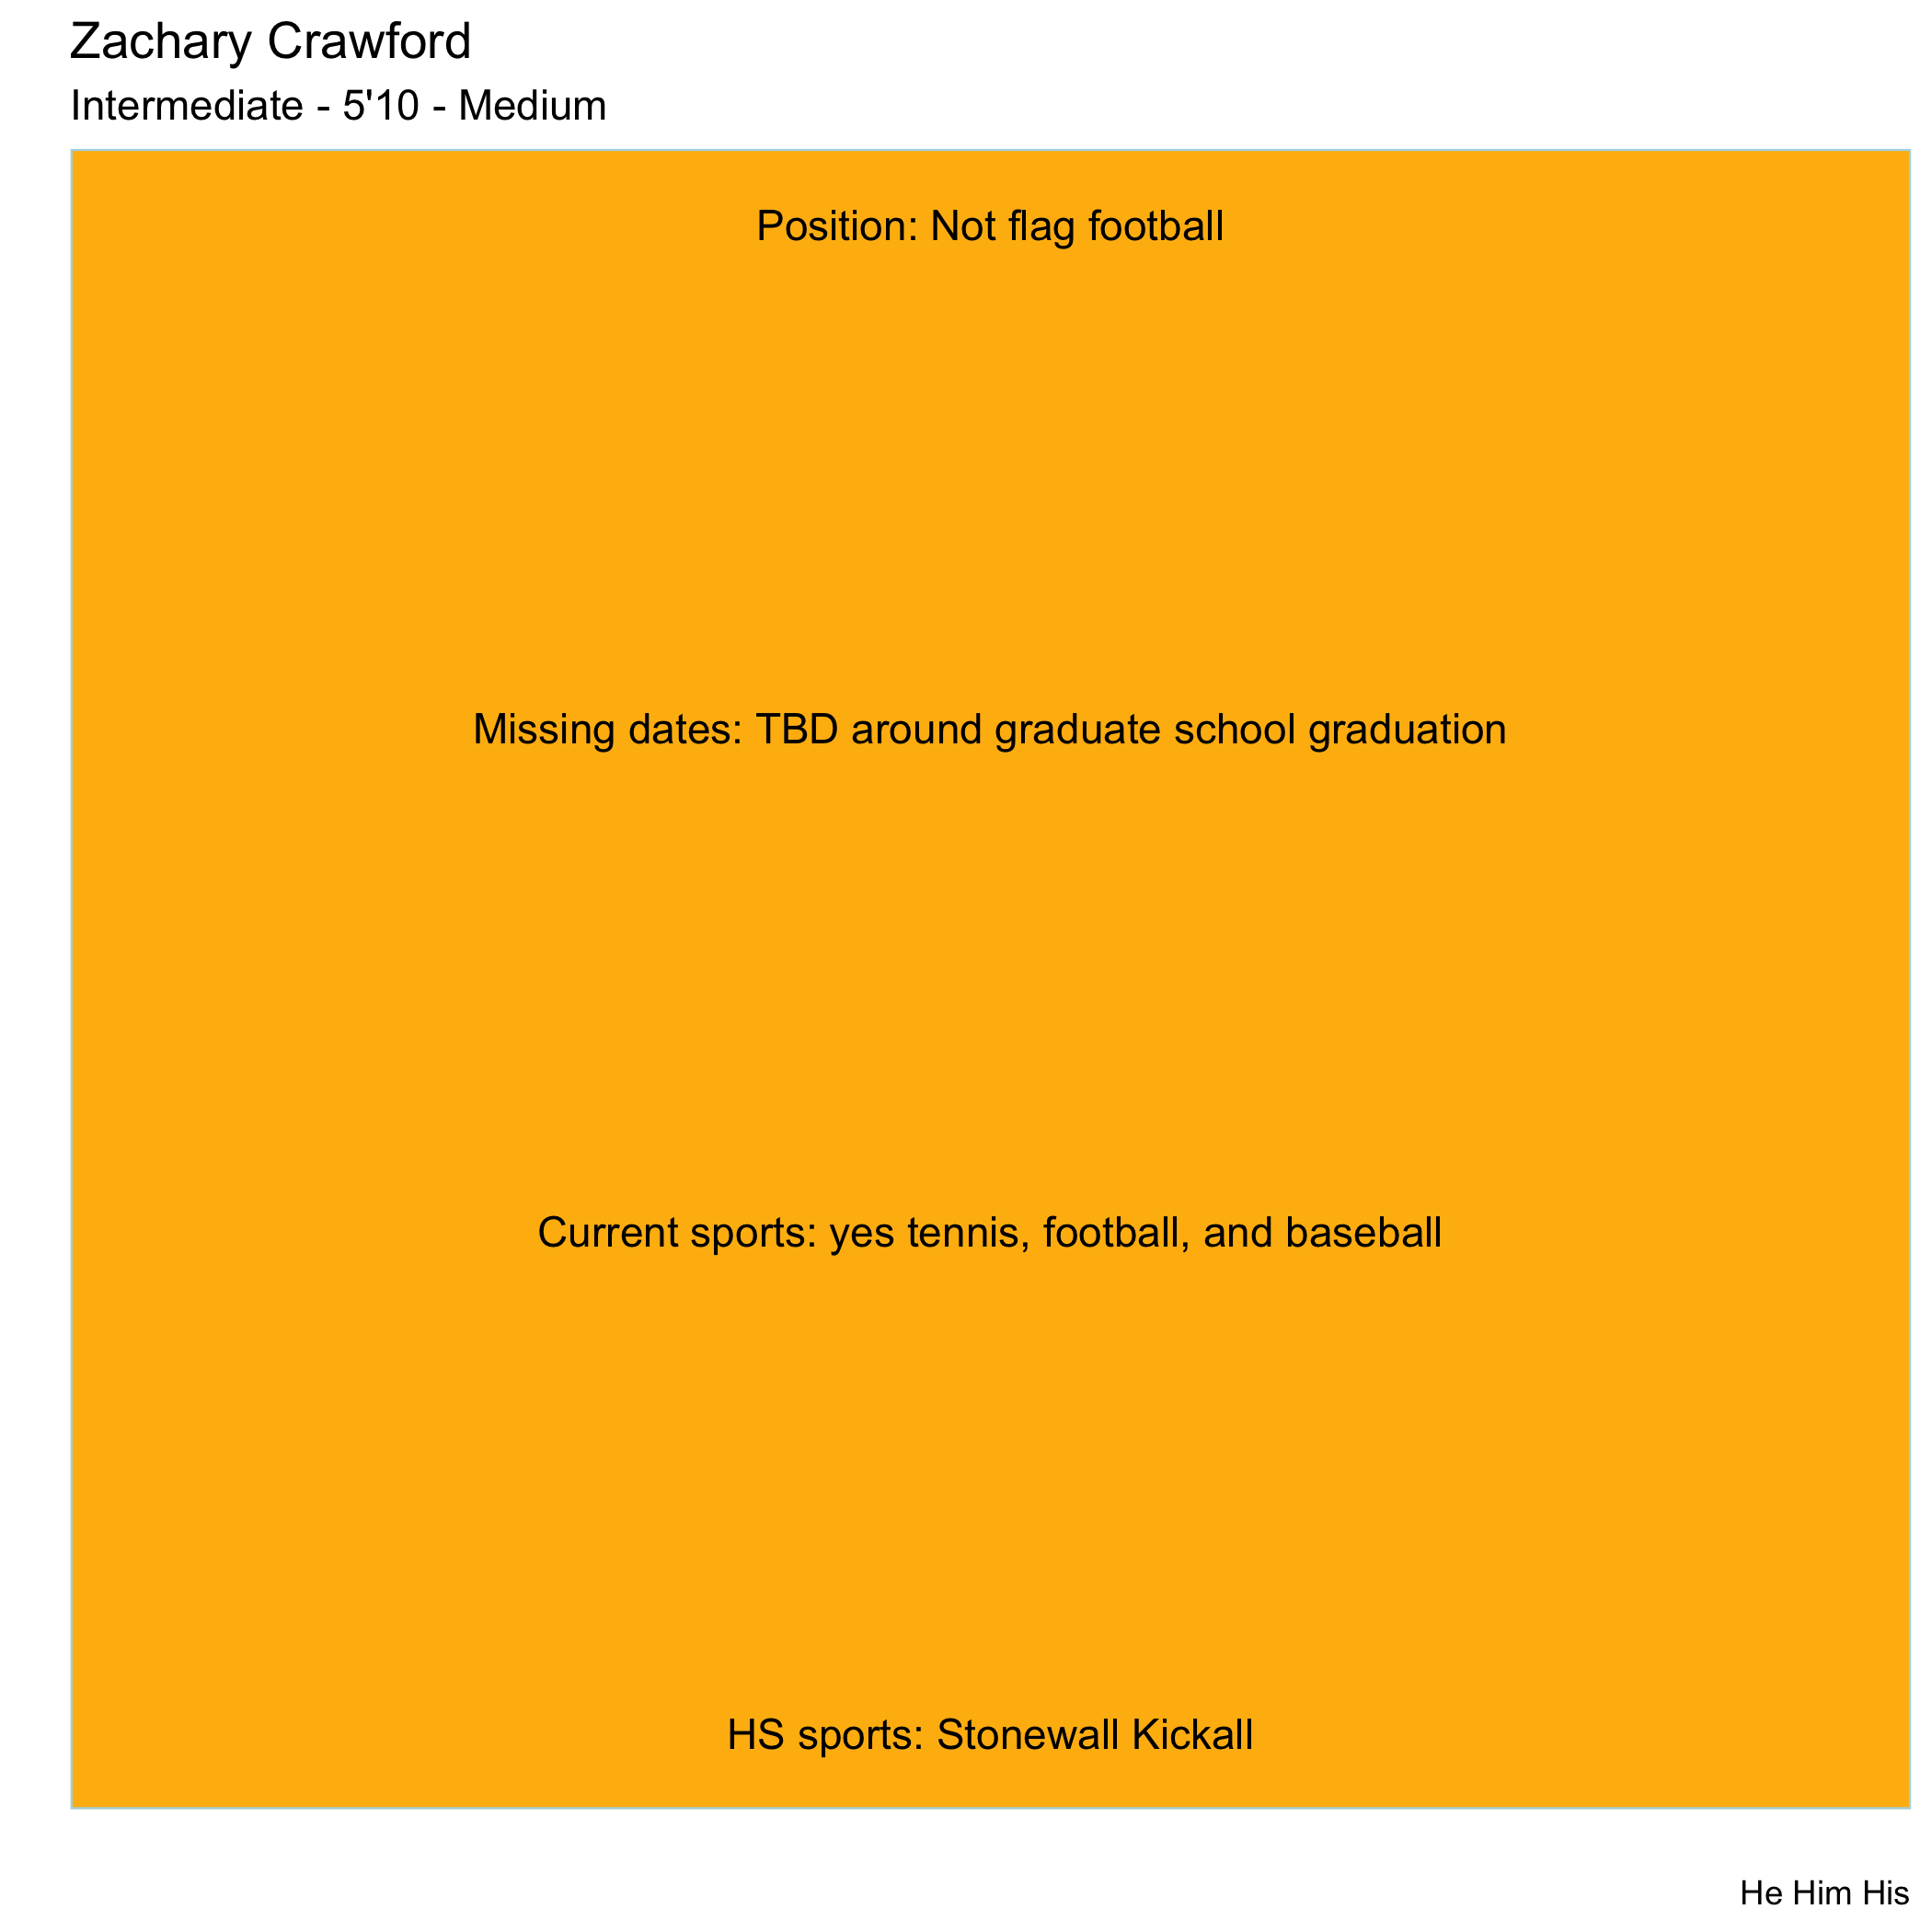 Zachary Crawford
Intermediate - 5'10 - Medium
Position: Not flag football
Missing dates: TBD around graduate school graduation
Current sports: yes tennis, football, and baseball
HS sports: Stonewall Kickall
He Him His